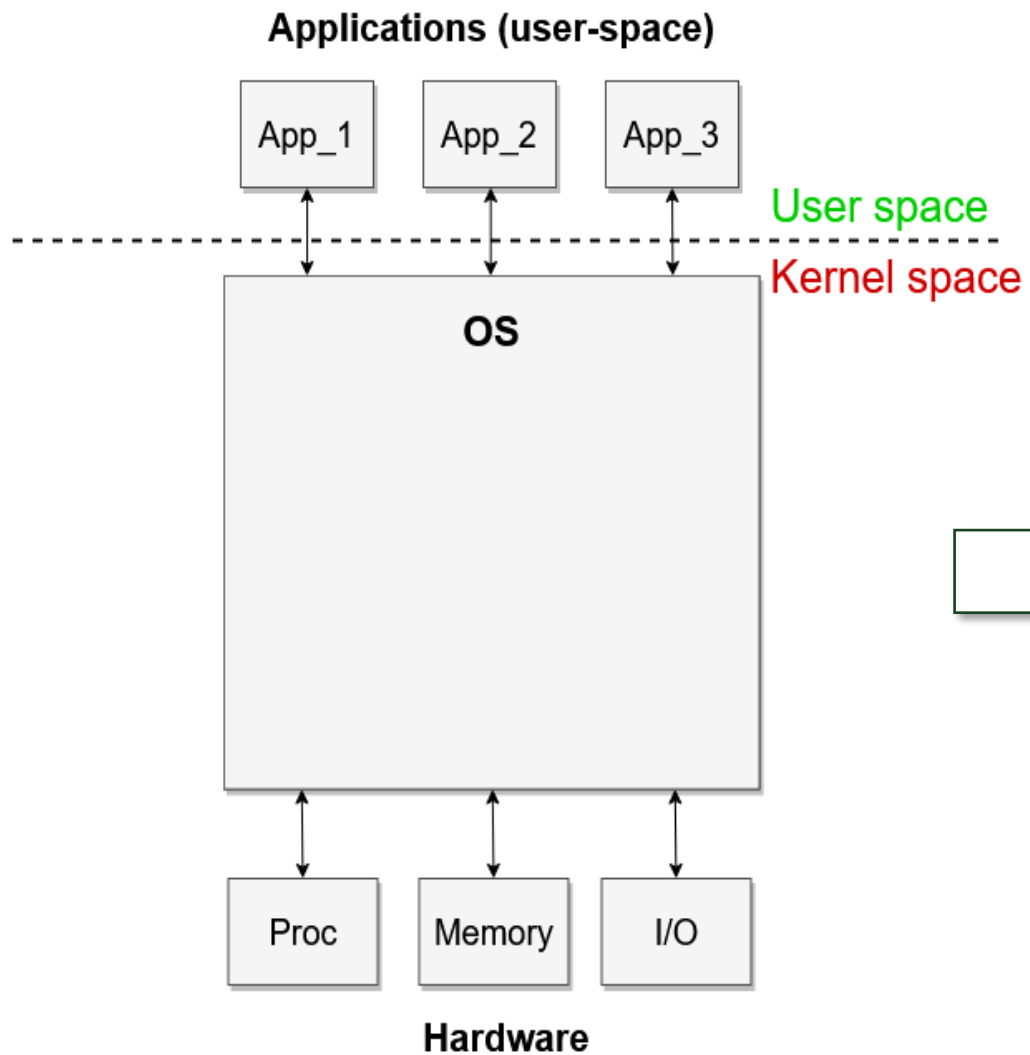 Applications (user-space)
App_1
App_2
App_3
User space
Kernel space
OS
Proc
Memory
I/O
Hardware